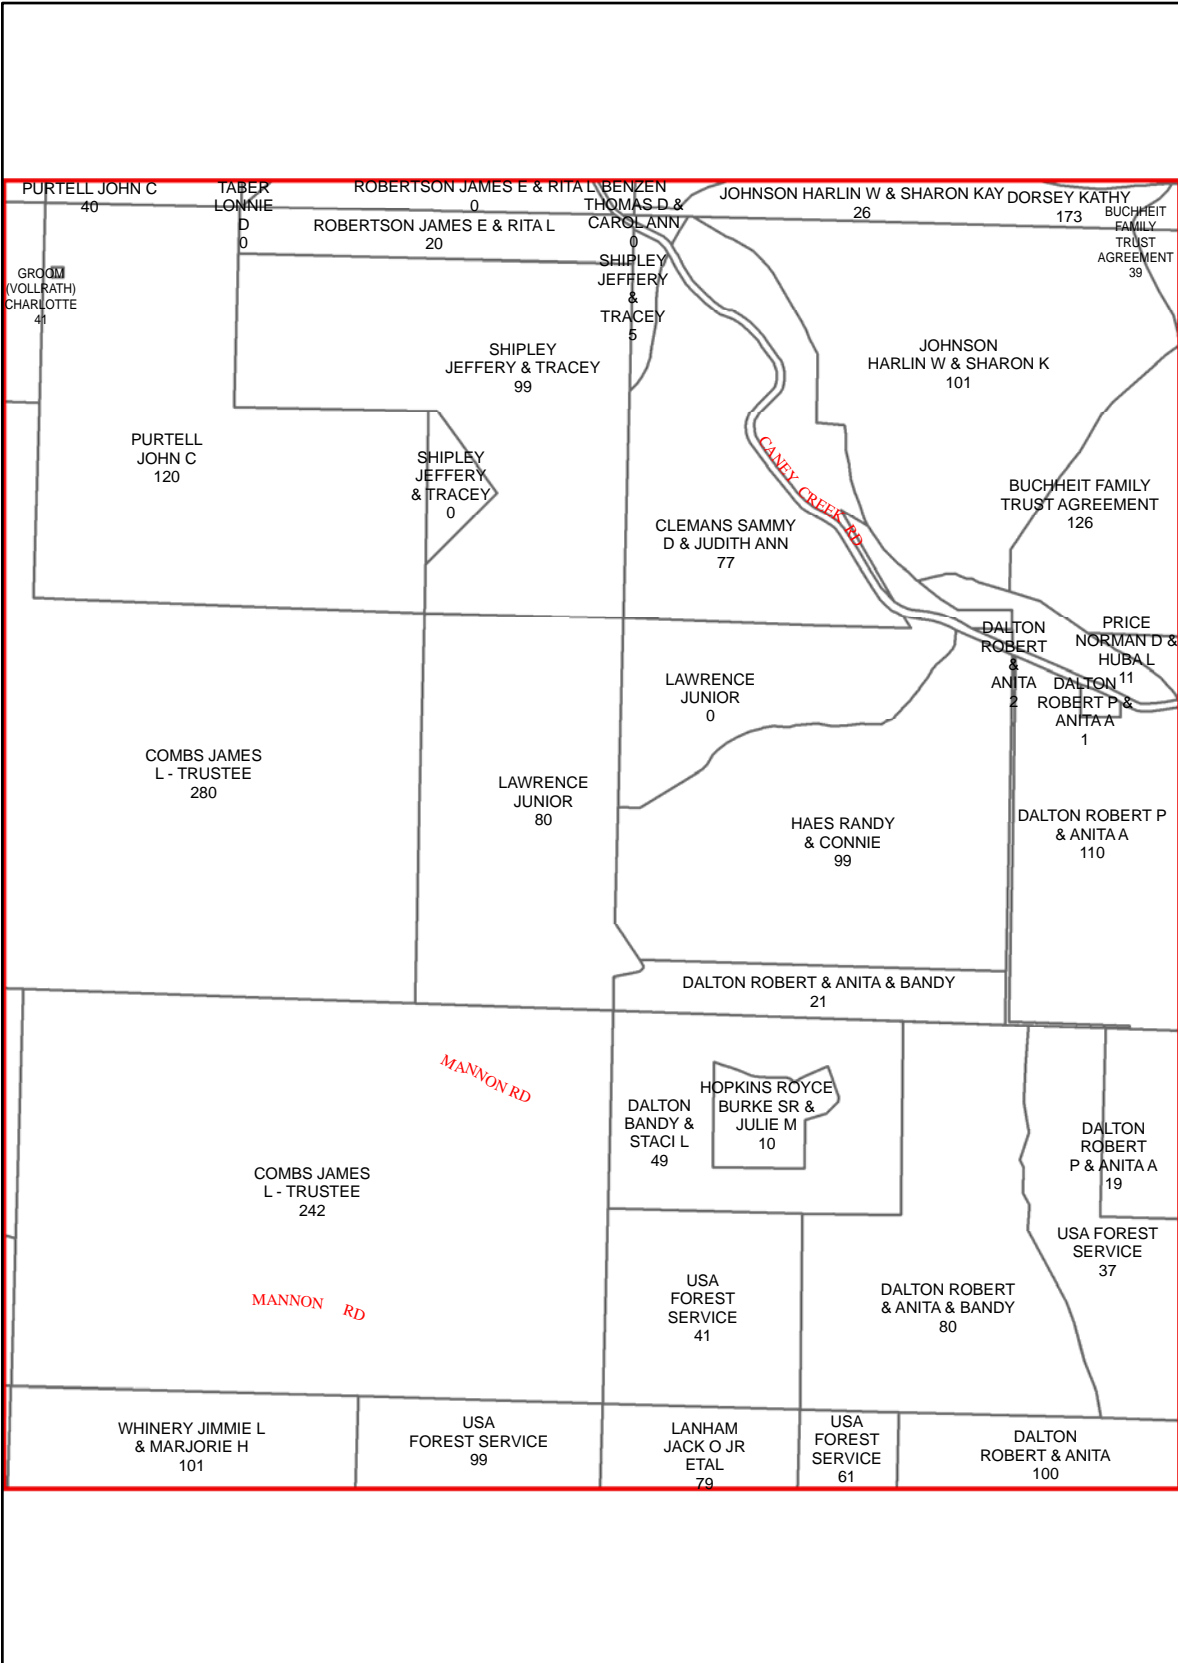 PURTELL JOHN C
40
TABER
LONNIE
D
0
ROBERTSON JAMES E & RITA L
0
BENZEN
THOMAS D &
CAROL ANN
0
JOHNSON HARLIN W & SHARON KAY
26
DORSEY KATHY
173
BUCHHEIT
FAMILY
TRUST
AGREEMENT
39
ROBERTSON JAMES E & RITA L
20
GROOM
(VOLLRATH)
CHARLOTTE
41
SHIPLEY
JEFFERY
&
TRACEY
5
SHIPLEY
JEFFERY & TRACEY
99
JOHNSON
HARLIN W & SHARON K
101
PURTELL
JOHN C
120
SHIPLEY
JEFFERY
& TRACEY
0
CANEY CREEK RD
BUCHHEIT FAMILY
TRUST AGREEMENT
126
CLEMANS SAMMY
D & JUDITH ANN
77
DALTON
ROBERT
&
ANITA
2
PRICE
NORMAN D &
HUBA L
11
LAWRENCE
JUNIOR
0
DALTON
ROBERT P &
ANITA A
1
COMBS JAMES
L - TRUSTEE
280
LAWRENCE
JUNIOR
80
HAES RANDY
& CONNIE
99
DALTON ROBERT P
& ANITA A
110
DALTON ROBERT & ANITA & BANDY
21
MANNON RD
DALTON
BANDY &
STACI L
49
HOPKINS ROYCE
BURKE SR &
JULIE M
10
DALTON
ROBERT
P & ANITA A
19
COMBS JAMES
L - TRUSTEE
242
USA FOREST
SERVICE
37
MANNON RD
USA
FOREST
SERVICE
41
DALTON ROBERT
& ANITA & BANDY
80
WHINERY JIMMIE L
& MARJORIE H
101
USA
FOREST SERVICE
99
LANHAM
JACK O JR
ETAL
79
USA
FOREST
SERVICE
61
DALTON
ROBERT & ANITA
100